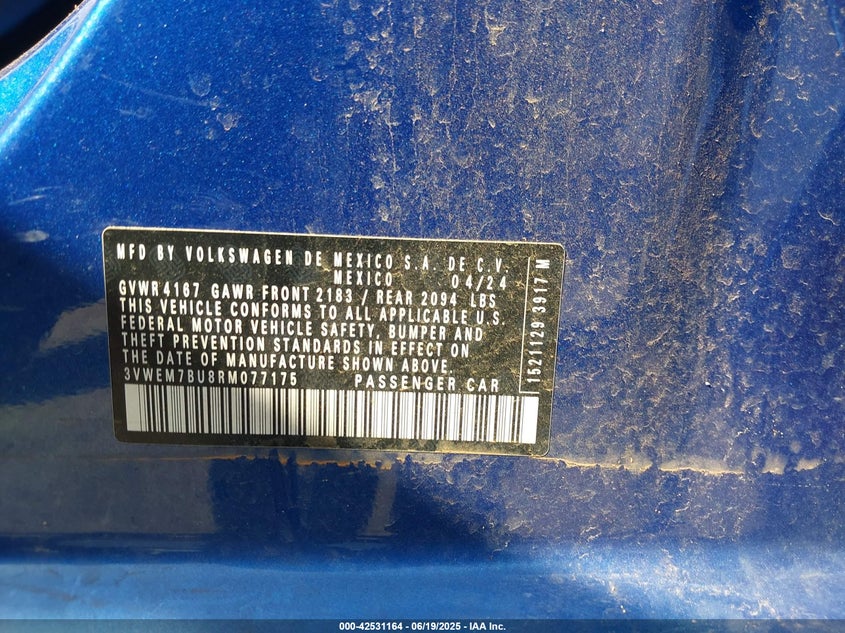 MFD BY VOLKSWAGEN DE MEXICO S.A. DE C.V.
MEXICO 04/24
GVWR 4167 GAWR FRONT 2183 / REAR 2094 LBS
THIS VEHICLE CONFORMS TO ALL APPLICABLE U.S.
FEDERAL MOTOR VEHICLE SAFETY, BUMPER AND
THEFT PREVENTION STANDARDS IN EFFECT ON
THE DATE OF MANUFACTURE SHOWN ABOVE.
3VWEM7BU8RM077175 PASSENGER CAR
1521129 3917 M
000-42531164 / 06/19/2025 - IAA Inc.